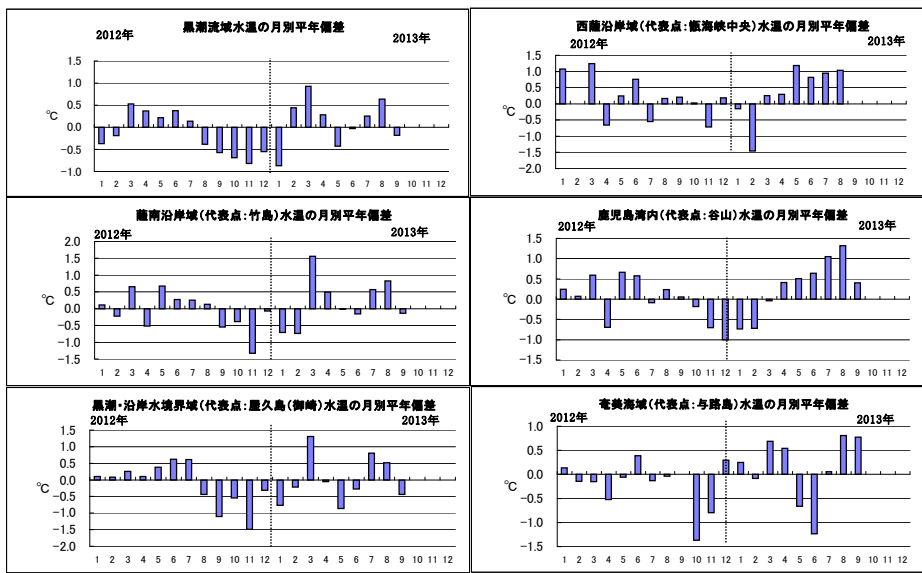 黒潮流域水温の月別平年偏差
2012年
2013年
℃
1.5
1.0
0.5
0.0
-0.5
-1.0
1 2 3 4 5 6 7 8 9 10 11 12 1 2 3 4 5 6 7 8 9 10 11 12
西薩沿岸域(代表点:甑海峡中央)水温の月別平年偏差
2012年
2013年
℃
1.5
1.0
0.5
0.0
-0.5
-1.0
-1.5
-2.0
1 2 3 4 5 6 7 8 9 10 11 12 1 2 3 4 5 6 7 8 9 10 11 12
薩南沿岸域(代表点:竹島)水温の月別平年偏差
2012年
2013年
℃
2.0
1.5
1.0
0.5
0.0
-0.5
-1.0
-1.5
1 2 3 4 5 6 7 8 9 10 11 12 1 2 3 4 5 6 7 8 9 10 11 12
鹿児島湾内(代表点:谷山)水温の月別平年偏差
2012年
2013年
℃
1.5
1.0
0.5
0.0
-0.5
-1.0
-1.5
1 2 3 4 5 6 7 8 9 10 11 12 1 2 3 4 5 6 7 8 9 10 11 12
黒潮・沿岸水境界域(代表点:屋久島(御崎)水温の月別平年偏差
2012年
2013年
℃
1.5
1.0
0.5
0.0
-0.5
-1.0
-1.5
-2.0
1 2 3 4 5 6 7 8 9 10 11 12 1 2 3 4 5 6 7 8 9 10 11 12
奄美海域(代表点:与路島)水温の月別平年偏差
2012年
2013年
℃
1.0
0.5
0.0
-0.5
-1.0
-1.5
1 2 3 4 5 6 7 8 9 10 11 12 1 2 3 4 5 6 7 8 9 10 11 12